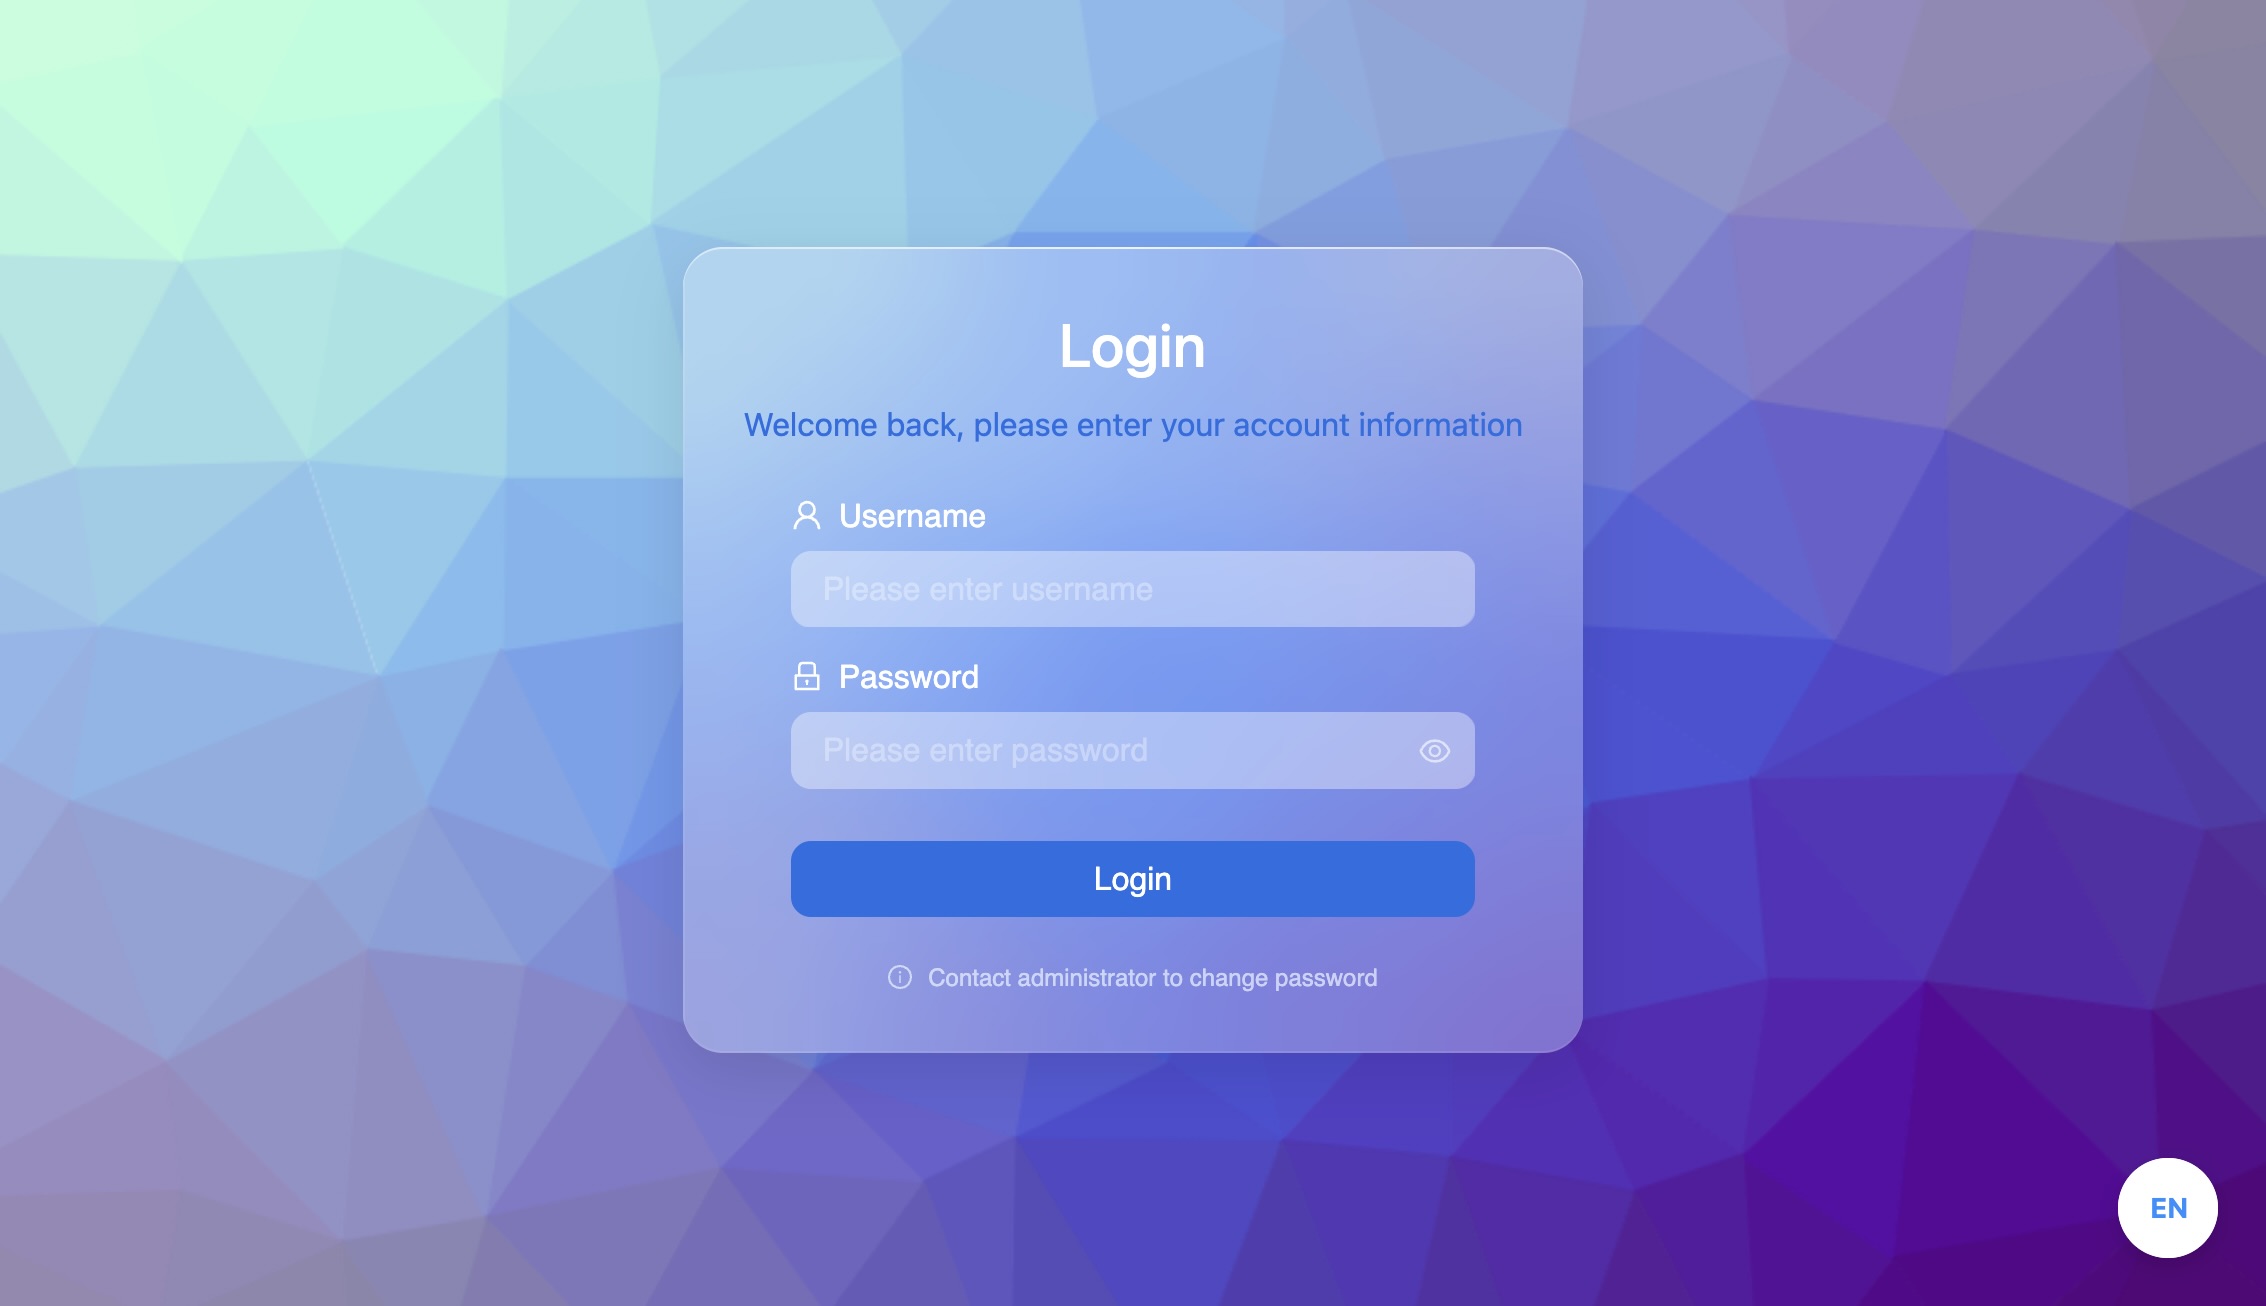 Login
Welcome back, please enter your account information
Username
Please enter username
Password
Please enter password
Login
Contact administrator to change password
EN